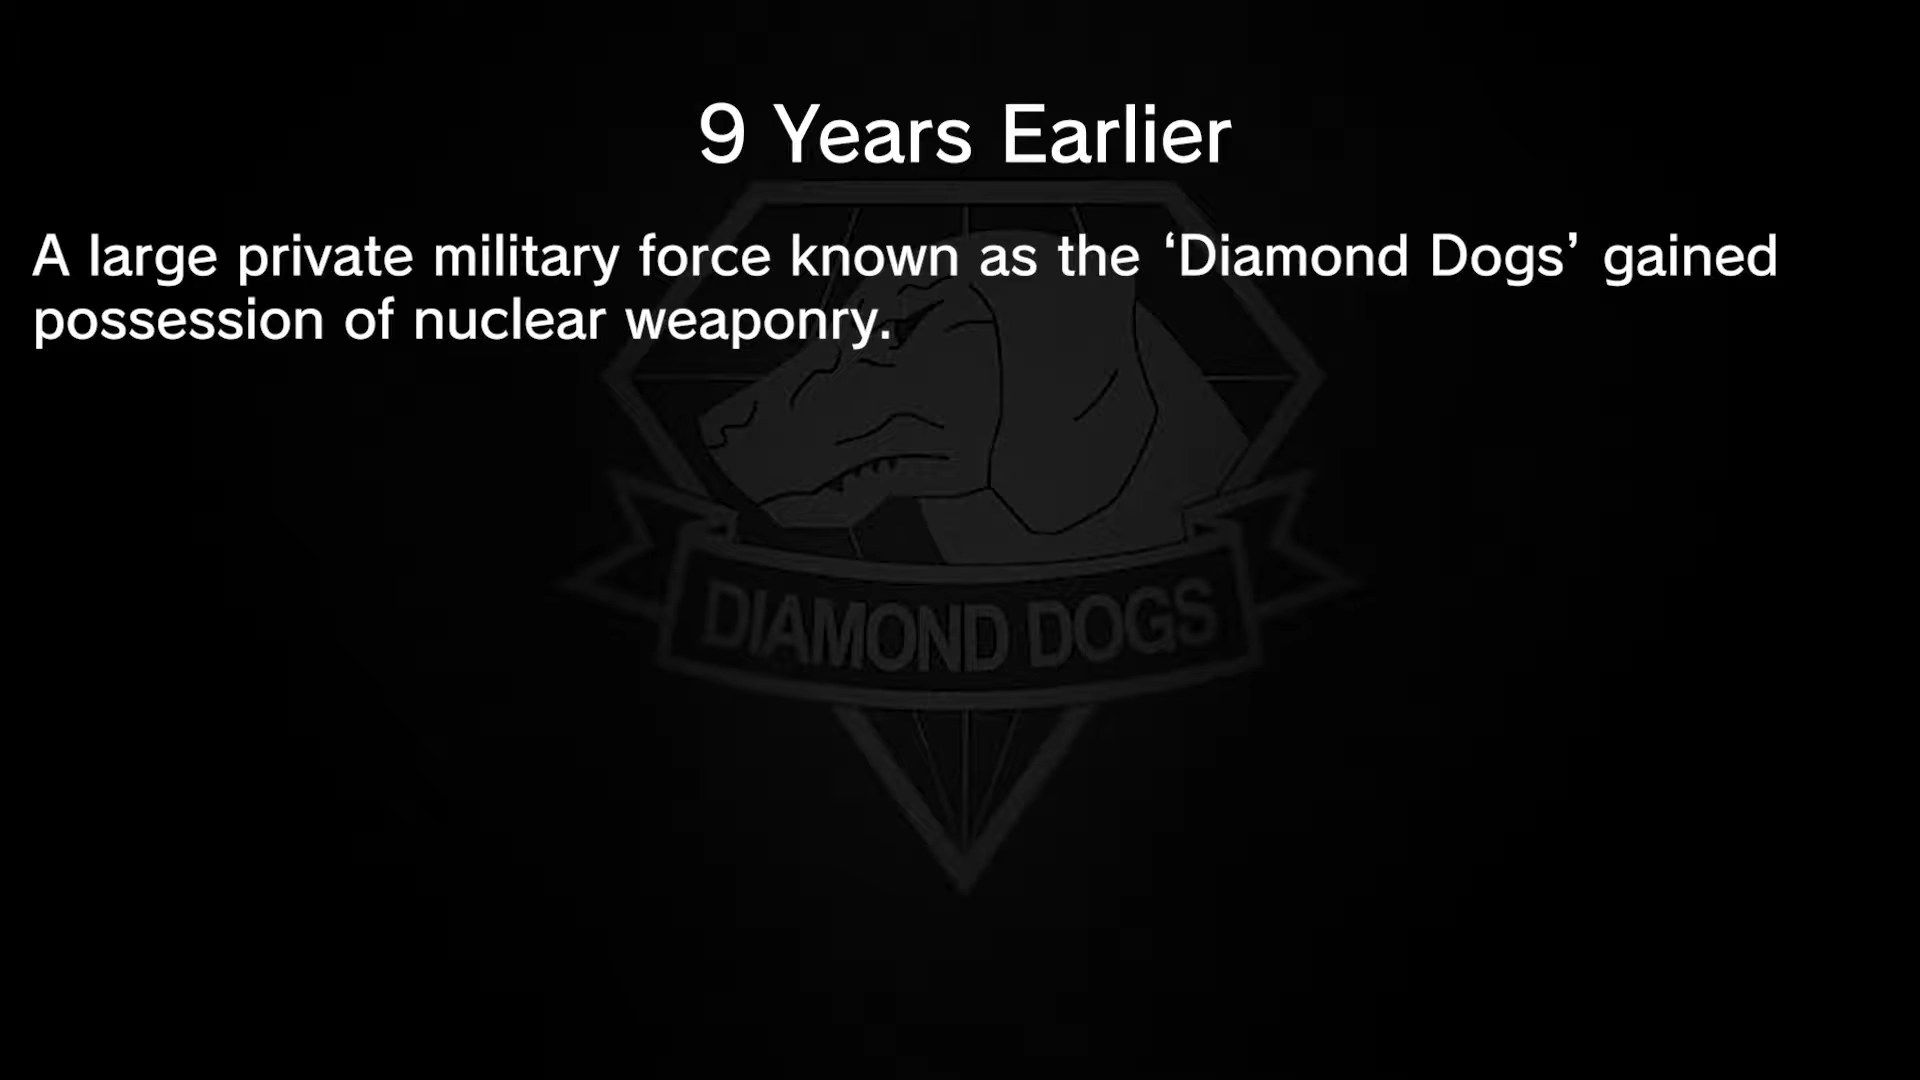 9 Years Earlier
A large private military force known as the ‘Diamond Dogs’ gained
possession of nuclear weaponry.
DIAMOND DOGS